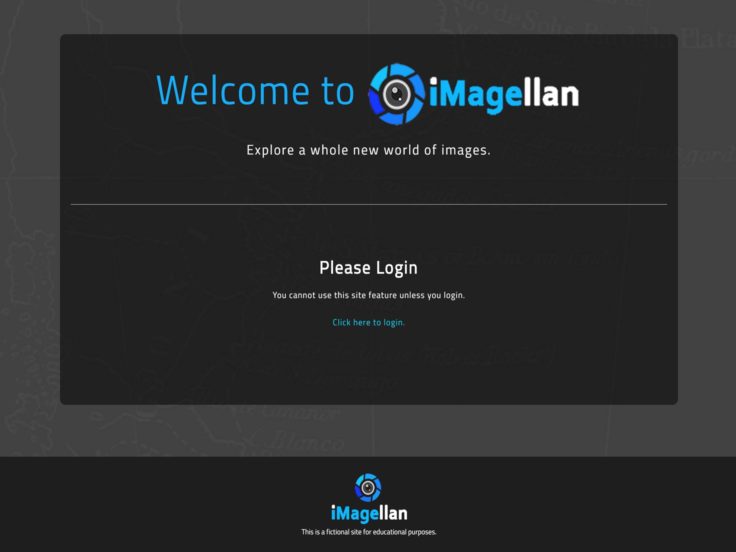 Welcome to iMagellan
Explore a whole new world of images.
Please Login
You cannot use this site feature unless you login.
Click here to login.
iMagellan
This is a fictional site for educational purposes.